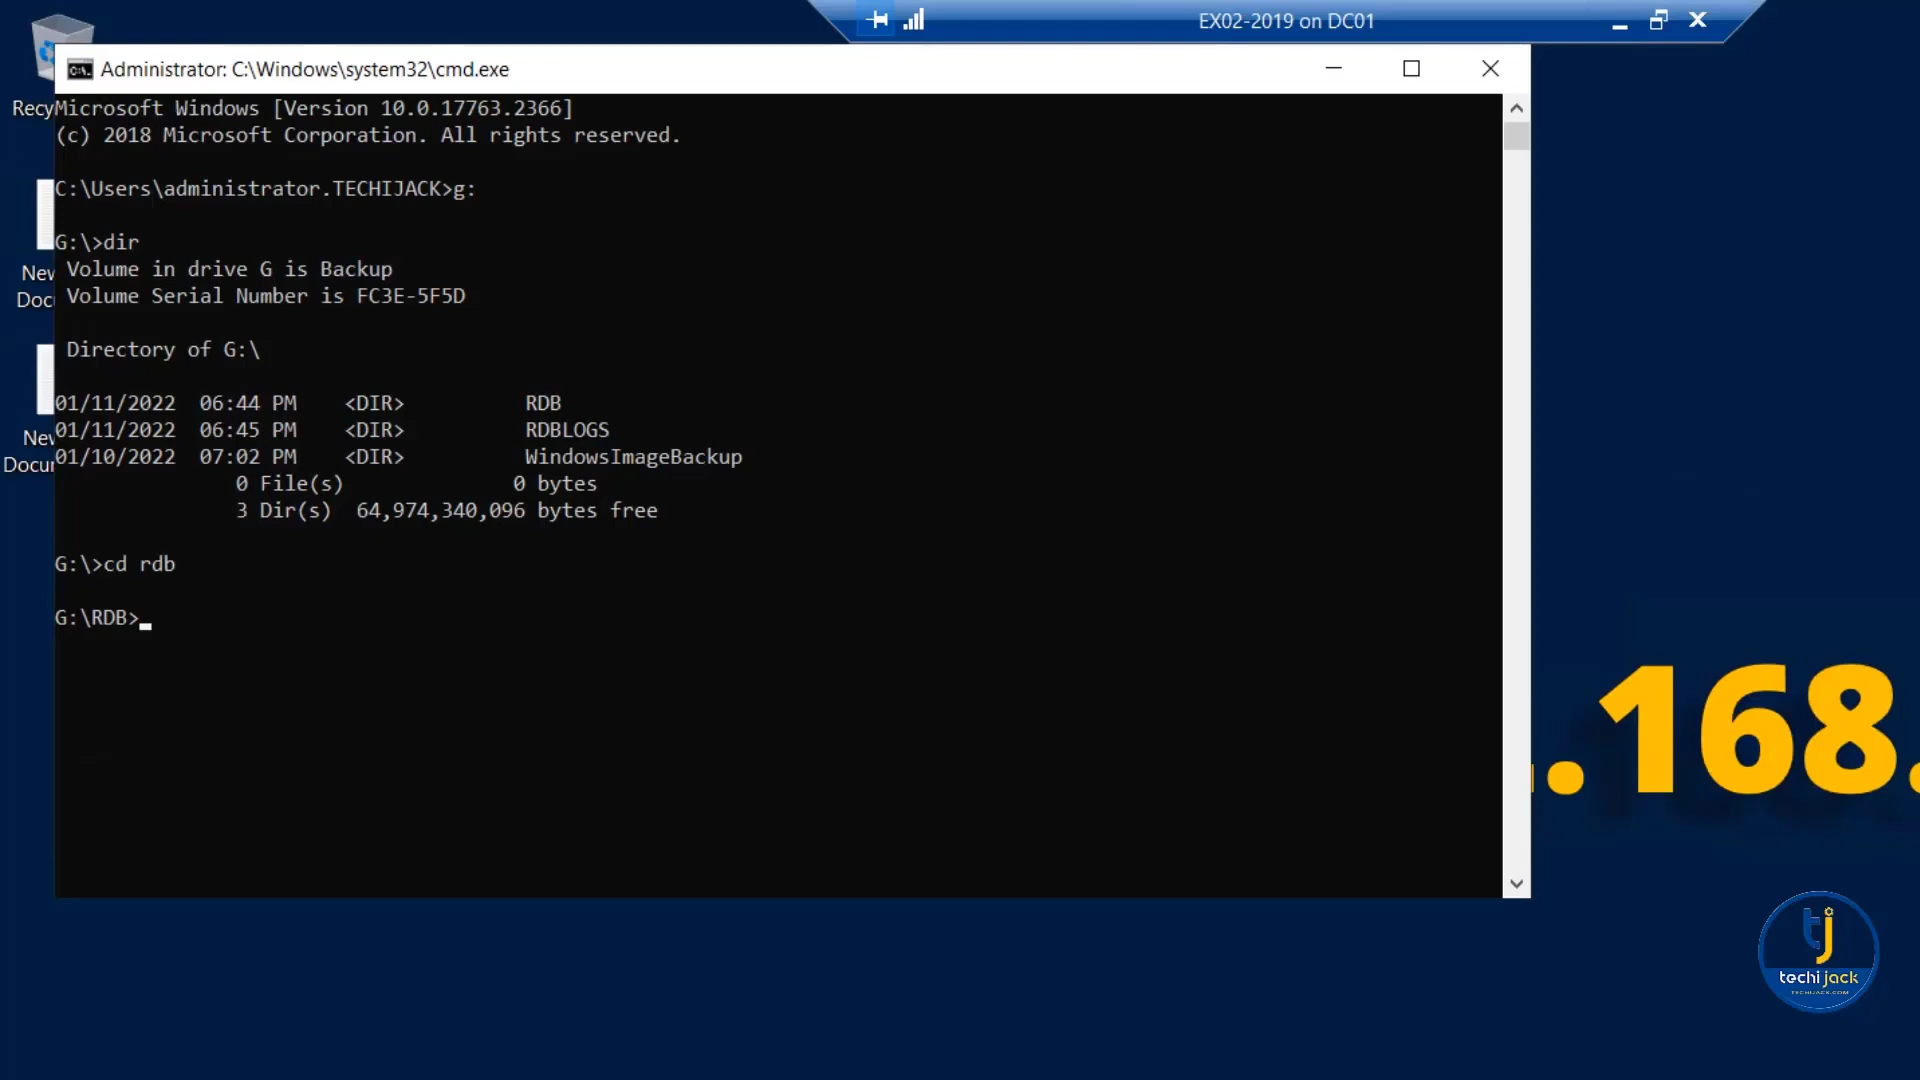 EX02-2019 on DC01
Administrator: C:\Windows\system32\cmd.exe
Recy
Microsoft Windows [Version 10.0.17763.2366]
(c) 2018 Microsoft Corporation. All rights reserved.
C:\Users\administrator.TECHIJACK>g:
G:\>dir
Volume in drive G is Backup
Volume Serial Number is FC3E-5F5D
Directory of G:\
01/11/2022 06:44 PM <DIR> RDB
01/11/2022 06:45 PM <DIR> RDBLOGS
01/10/2022 07:02 PM <DIR> WindowsImageBackup
0 File(s) 0 bytes
3 Dir(s) 64,974,340,096 bytes free
G:\>cd rdb
G:\RDB>
New
Doc
New
Docur
.168.
tj
techijack
TECHIJACK.COM